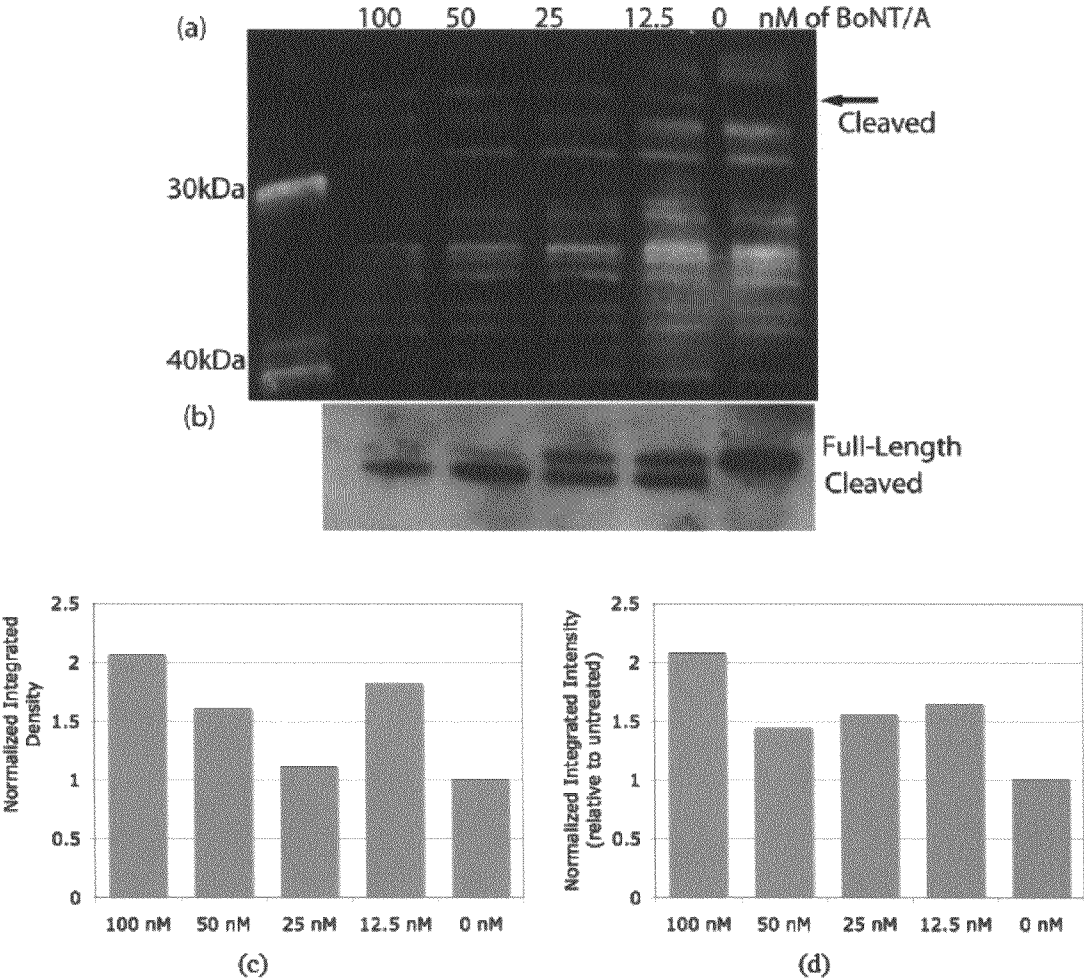 (a)
100 50 25 12.5 0 nM of BoNT/A
Cleaved
30kDa
40kDa
(b)
Full-Length
Cleaved
Normalized Integrated
Density
2.5
2
1.5
1
0.5
0
100 nM 50 nM 25 nM 12.5 nM 0 nM
(c)
Normalized Integrated Intensity
(relative to untreated)
2.5
2
1.5
1
0.5
0
100 nM 50 nM 25 nM 12.5 nM 0 nM
(d)